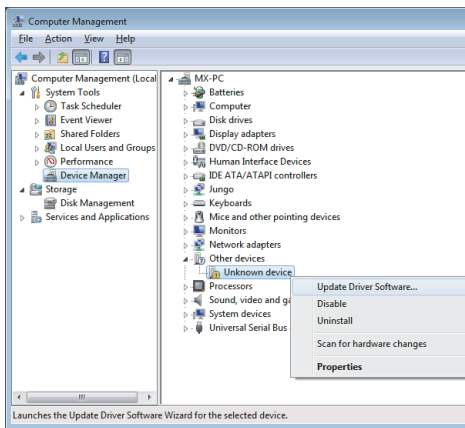 Computer Management
File Action View Help
Computer Management (Local
System Tools
Task Scheduler
Event Viewer
Shared Folders
Local Users and Groups
Performance
Device Manager
Storage
Disk Management
Services and Applications
MX-PC
Batteries
Computer
Disk drives
Display adapters
DVD/CD-ROM drives
Human Interface Devices
IDE ATA/ATAPI controllers
Jungo
Keyboards
Mice and other pointing devices
Monitors
Network adapters
Other devices
Unknown device
Processors
Sound, video and ga
System devices
Universal Serial Bus
Update Driver Software...
Disable
Uninstall
Scan for hardware changes
Properties
Launches the Update Driver Software Wizard for the selected device.